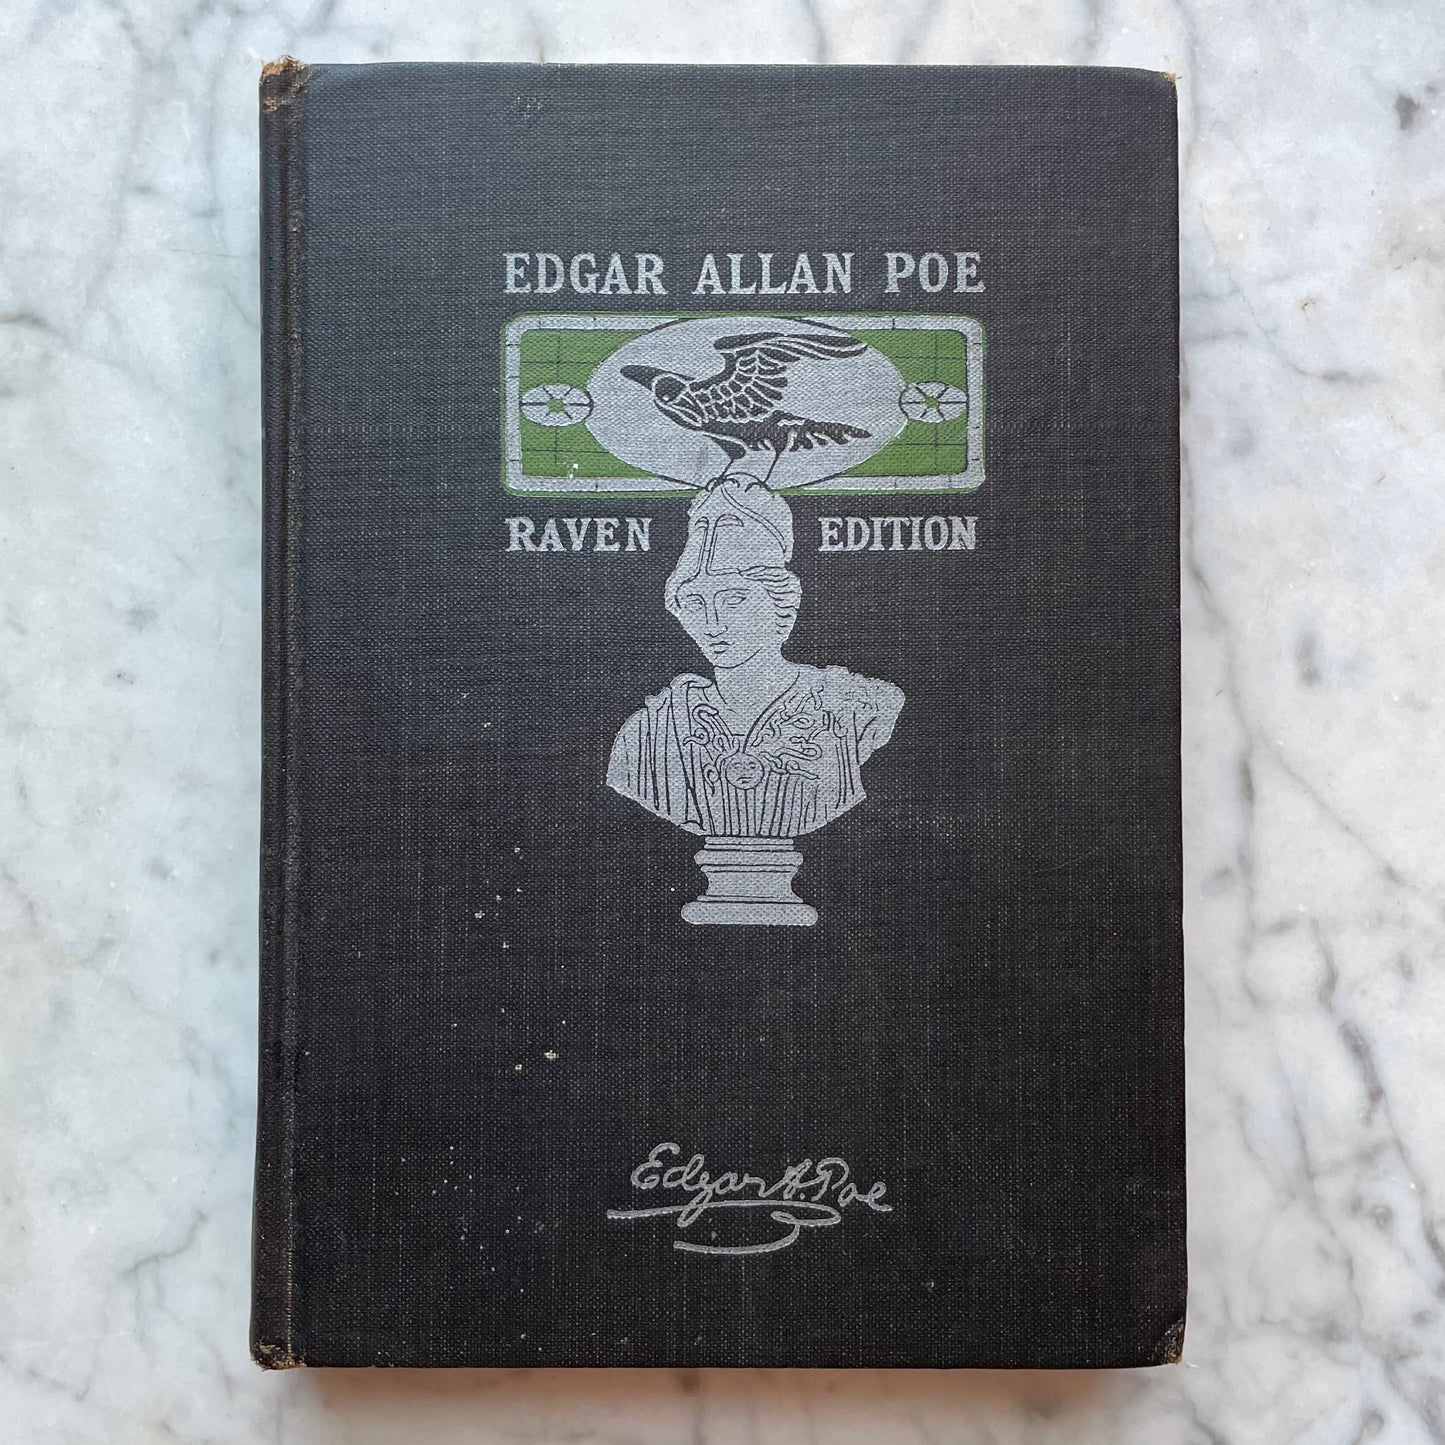 EDGAR ALLAN POE
RAVEN EDITION
Edgar A. Poe